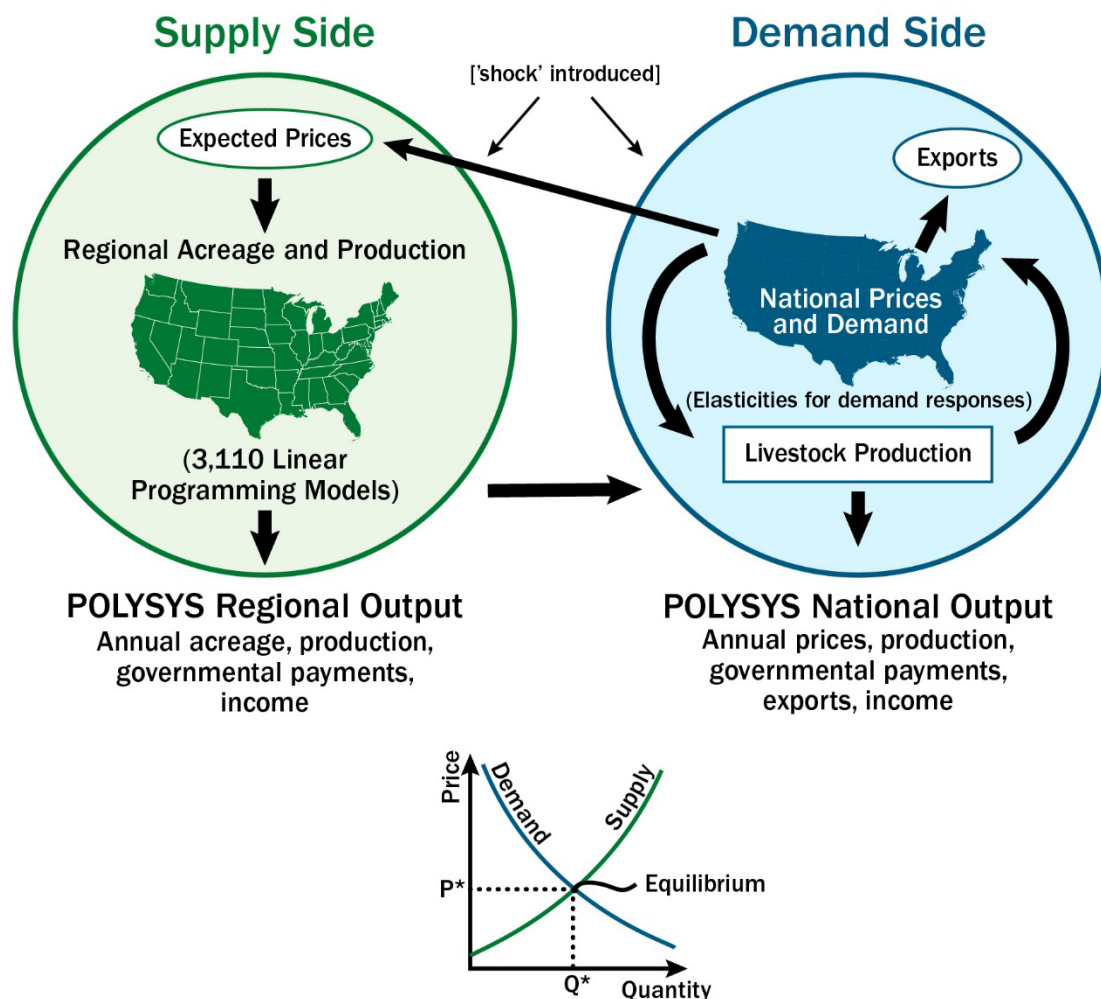 Supply Side
Demand Side
['shock' introduced]
Expected Prices
Exports
Regional Acreage and Production
National Prices
and Demand
(Elasticities for demand responses)
(3,110 Linear
Programming Models)
Livestock Production
POLYSYS Regional Output
Annual acreage, production,
governmental payments,
income
POLYSYS National Output
Annual prices, production,
governmental payments,
exports, income
Price
Demand
Supply
P*
Equilibrium
Q*
Quantity